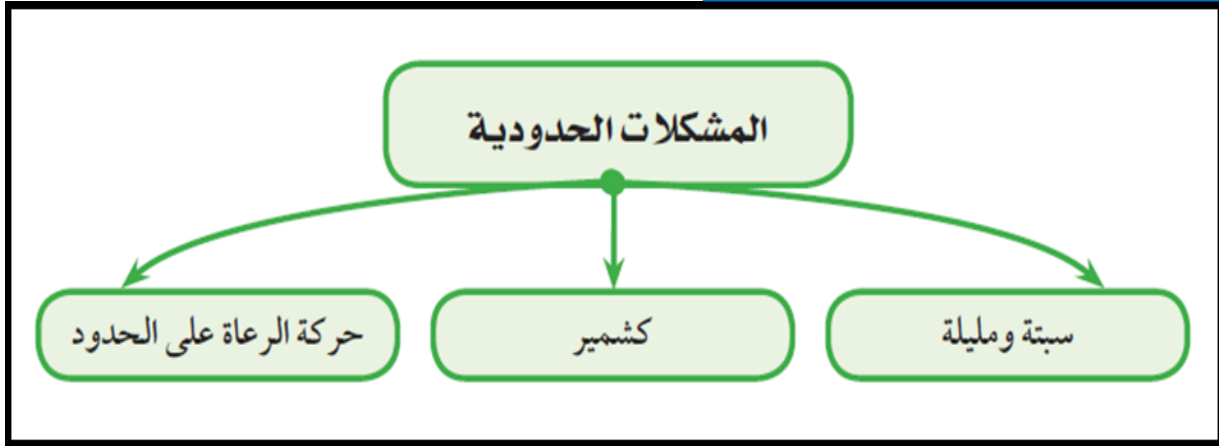 المشكلات الحدودية
سبتة ومليلة
كشمير
حركة الرعاة على الحدود